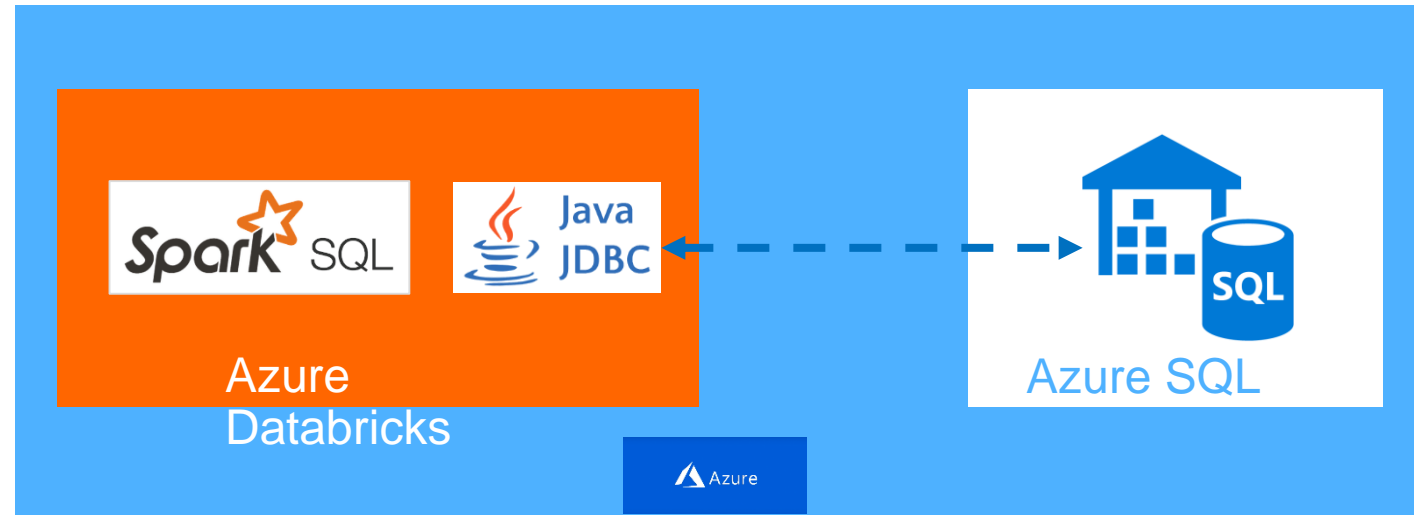 Spark SQL
Java
JDBC
SQL
Azure
Databricks
Azure SQL
Azure